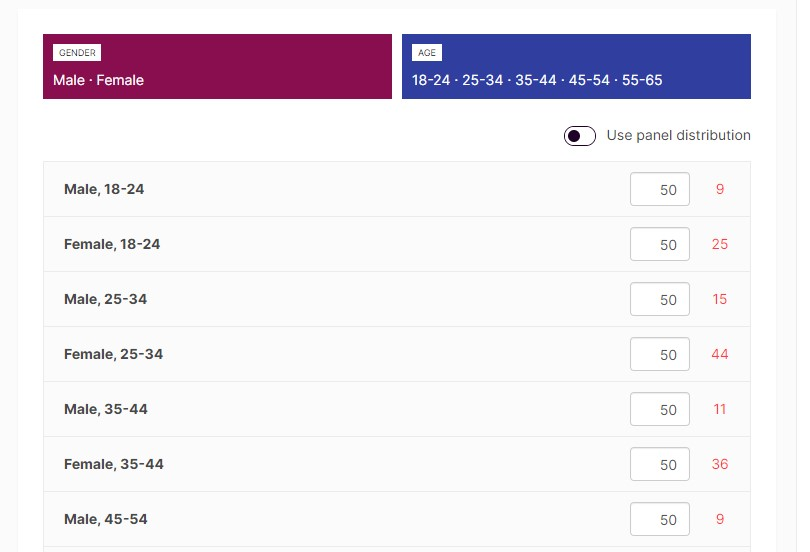 GENDER
Male · Female
AGE
18-24 · 25-34 · 35-44 · 45-54 · 55-65
Use panel distribution
Male, 18-24 50 9
Female, 18-24 50 25
Male, 25-34 50 15
Female, 25-34 50 44
Male, 35-44 50 11
Female, 35-44 50 36
Male, 45-54 50 9